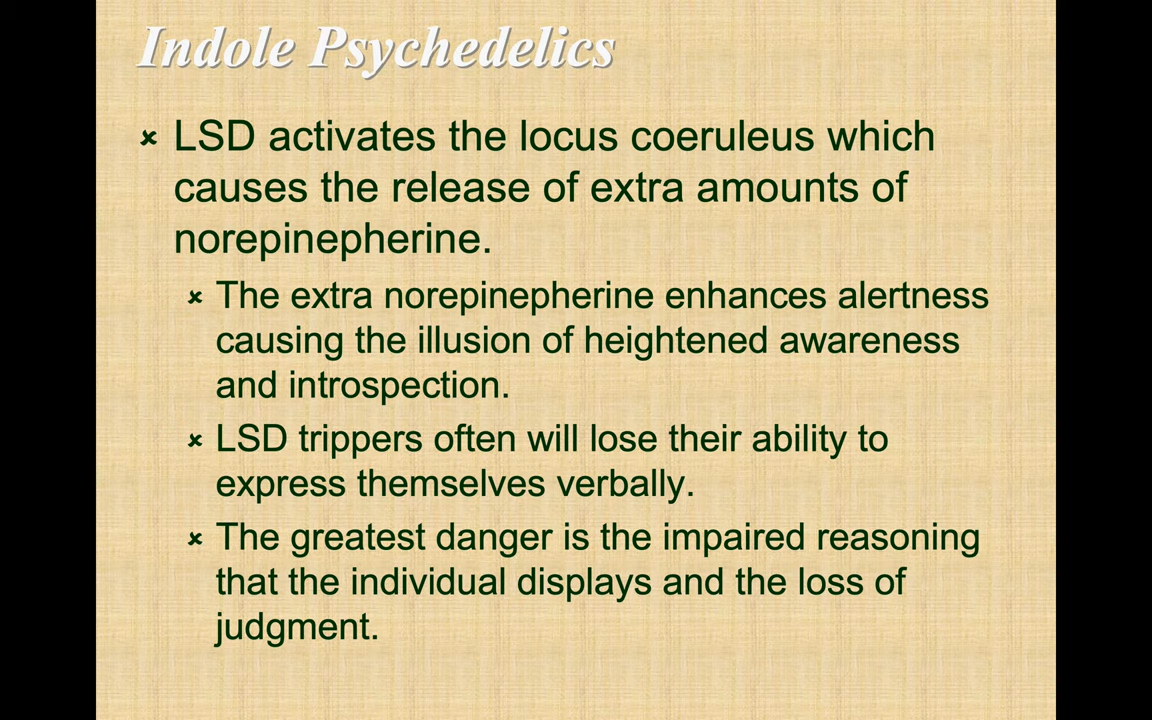 Indole Psychedelics
LSD activates the locus coeruleus which
causes the release of extra amounts of
norepinepherine.
The extra norepinepherine enhances alertness
causing the illusion of heightened awareness
and introspection.
LSD trippers often will lose their ability to
express themselves verbally.
The greatest danger is the impaired reasoning
that the individual displays and the loss of
judgment.